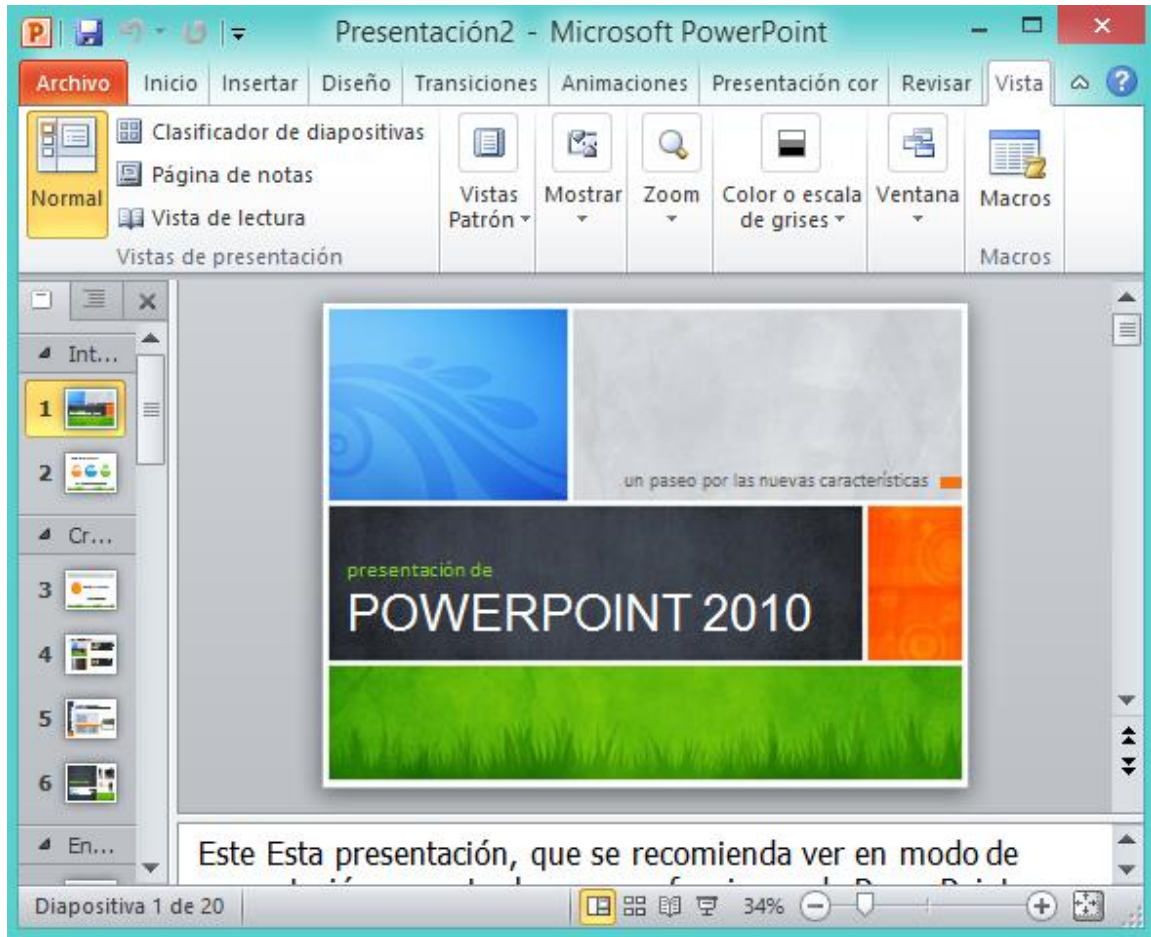 Presentación2 - Microsoft PowerPoint
Archivo Inicio Insertar Diseño Transiciones Animaciones Presentación cor Revisar Vista
Normal
Clasificador de diapositivas
Página de notas
Vista de lectura
Vistas de presentación
Vistas Patrón
Mostrar
Zoom
Color o escala de grises
Ventana
Macros
Macros
Int...
1
2
Cr...
3
4
5
6
En...
un paseo por las nuevas características
presentación de
POWERPOINT 2010
Este Esta presentación, que se recomienda ver en modo de
Diapositiva 1 de 20
34%